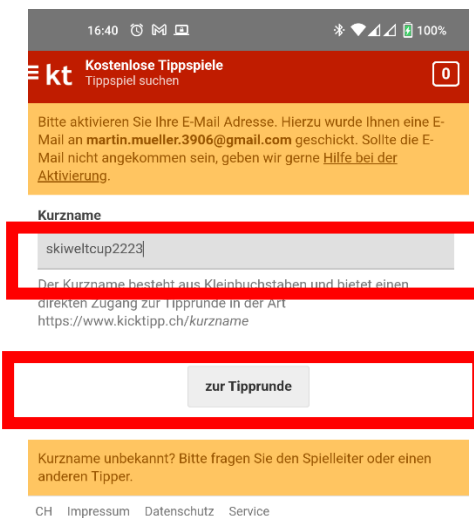 16:40 100%
kt Kostenlose Tippspiele 0
Tippspiel suchen
Bitte aktivieren Sie Ihre E-Mail Adresse. Hierzu wurde Ihnen eine E-
Mail an martin.mueller.3906@gmail.com geschickt. Sollte die E-
Mail nicht angekommen sein, geben wir gerne Hilfe bei der
Aktivierung.
Kurzname
skiweltcup2223
Der Kurzname besteht aus Kleinbuchstaben und bietet einen
direkten Zugang zur Tipprunde in der Art
https://www.kicktipp.ch/kurzname
zur Tipprunde
Kurzname unbekannt? Bitte fragen Sie den Spielleiter oder einen
anderen Tipper.
CH Impressum Datenschutz Service